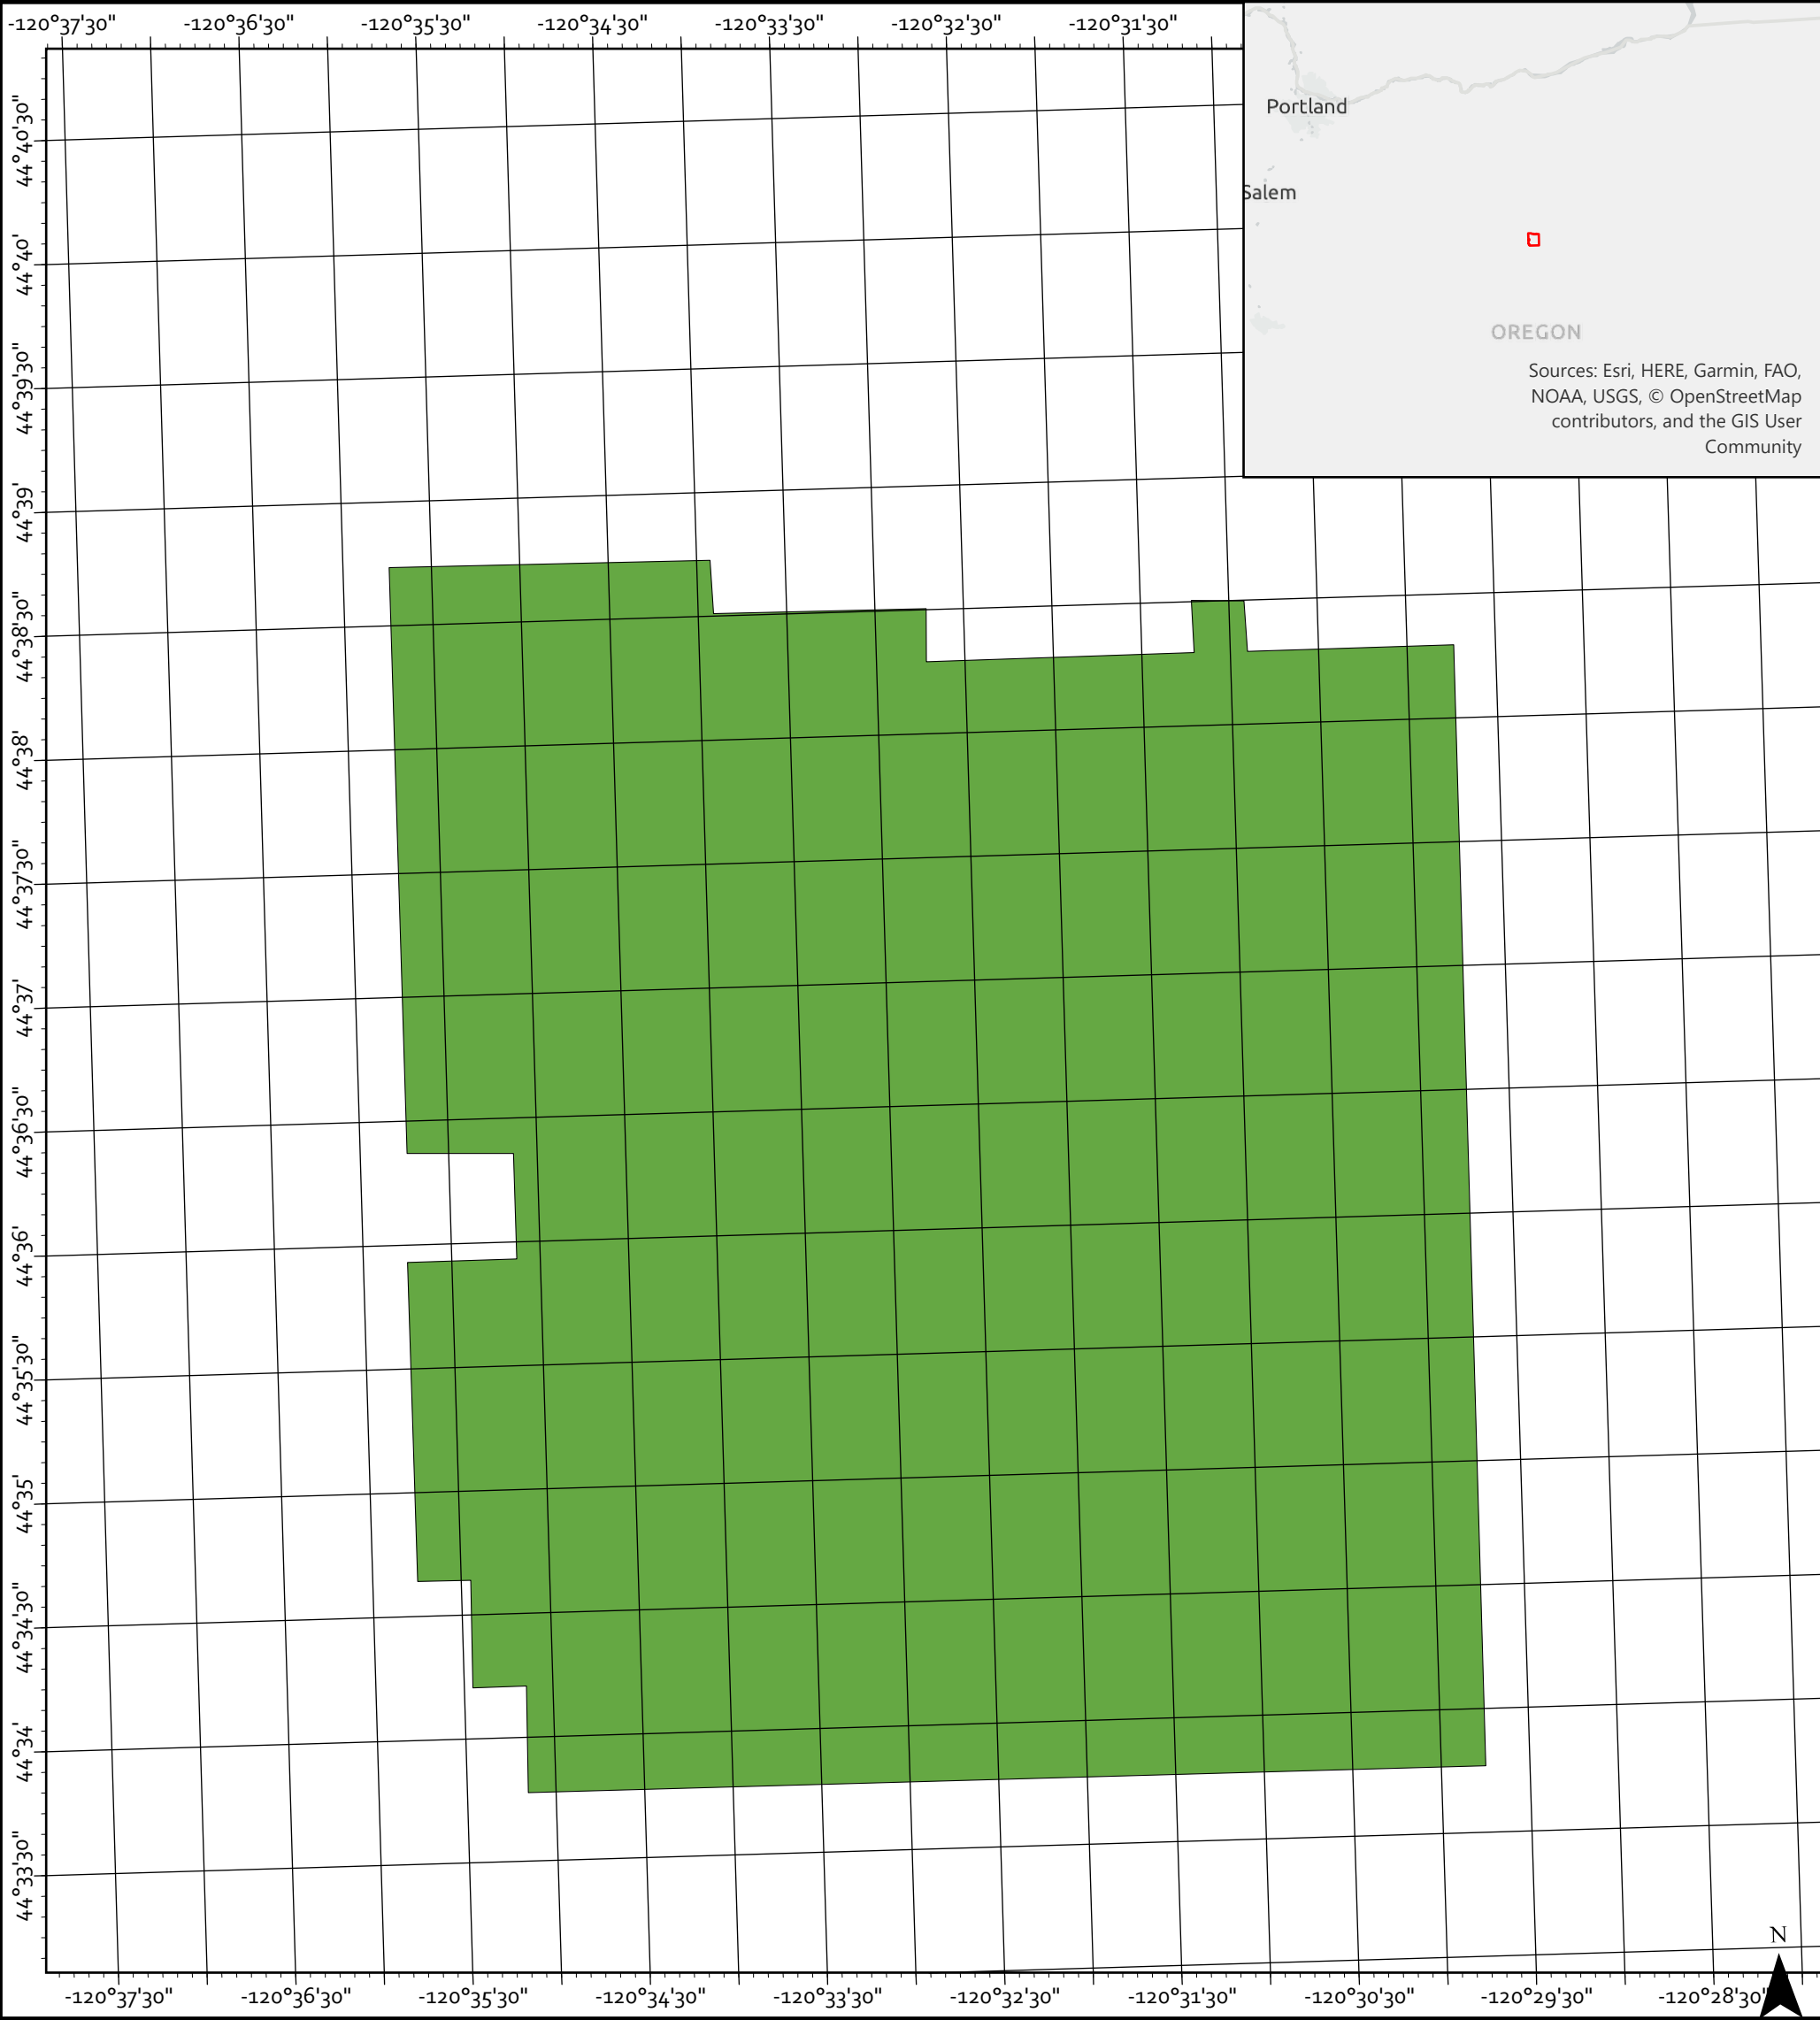 -120°37'30" -120°36'30" -120°35'30" -120°34'30" -120°33'30" -120°32'30" -120°31'30"
Portland
Salem
OREGON
Sources: Esri, HERE, Garmin, FAO,
NOAA, USGS, © OpenStreetMap
contributors, and the GIS User
Community
44°40'30"
44°40'
44°39'30"
44°39'
44°38'30"
44°38'
44°37'30"
44°37'
44°36'30"
44°36'
44°35'30"
44°35'
44°34'30"
44°34'
44°33'30"
N
-120°37'30" -120°36'30" -120°35'30" -120°34'30" -120°33'30" -120°32'30" -120°31'30" -120°30'30" -120°29'30" -120°28'30"